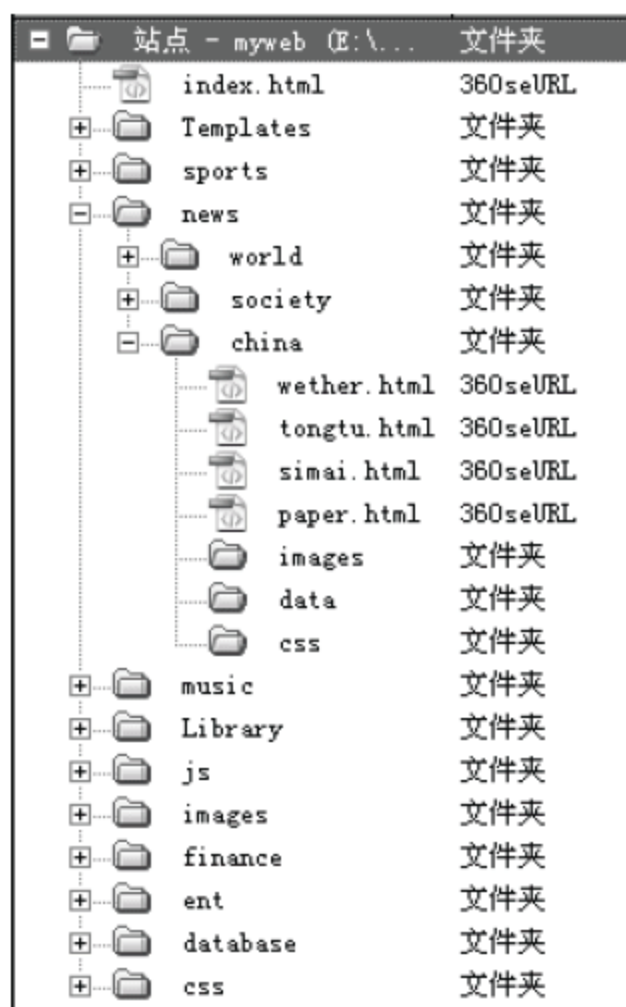 站点 - myweb (E:\... 文件夹
index.html 360seURL
Templates 文件夹
sports 文件夹
news 文件夹
world 文件夹
society 文件夹
china 文件夹
wether.html 360seURL
tongtu.html 360seURL
simai.html 360seURL
paper.html 360seURL
images 文件夹
data 文件夹
css 文件夹
music 文件夹
Library 文件夹
js 文件夹
images 文件夹
finance 文件夹
ent 文件夹
database 文件夹
css 文件夹